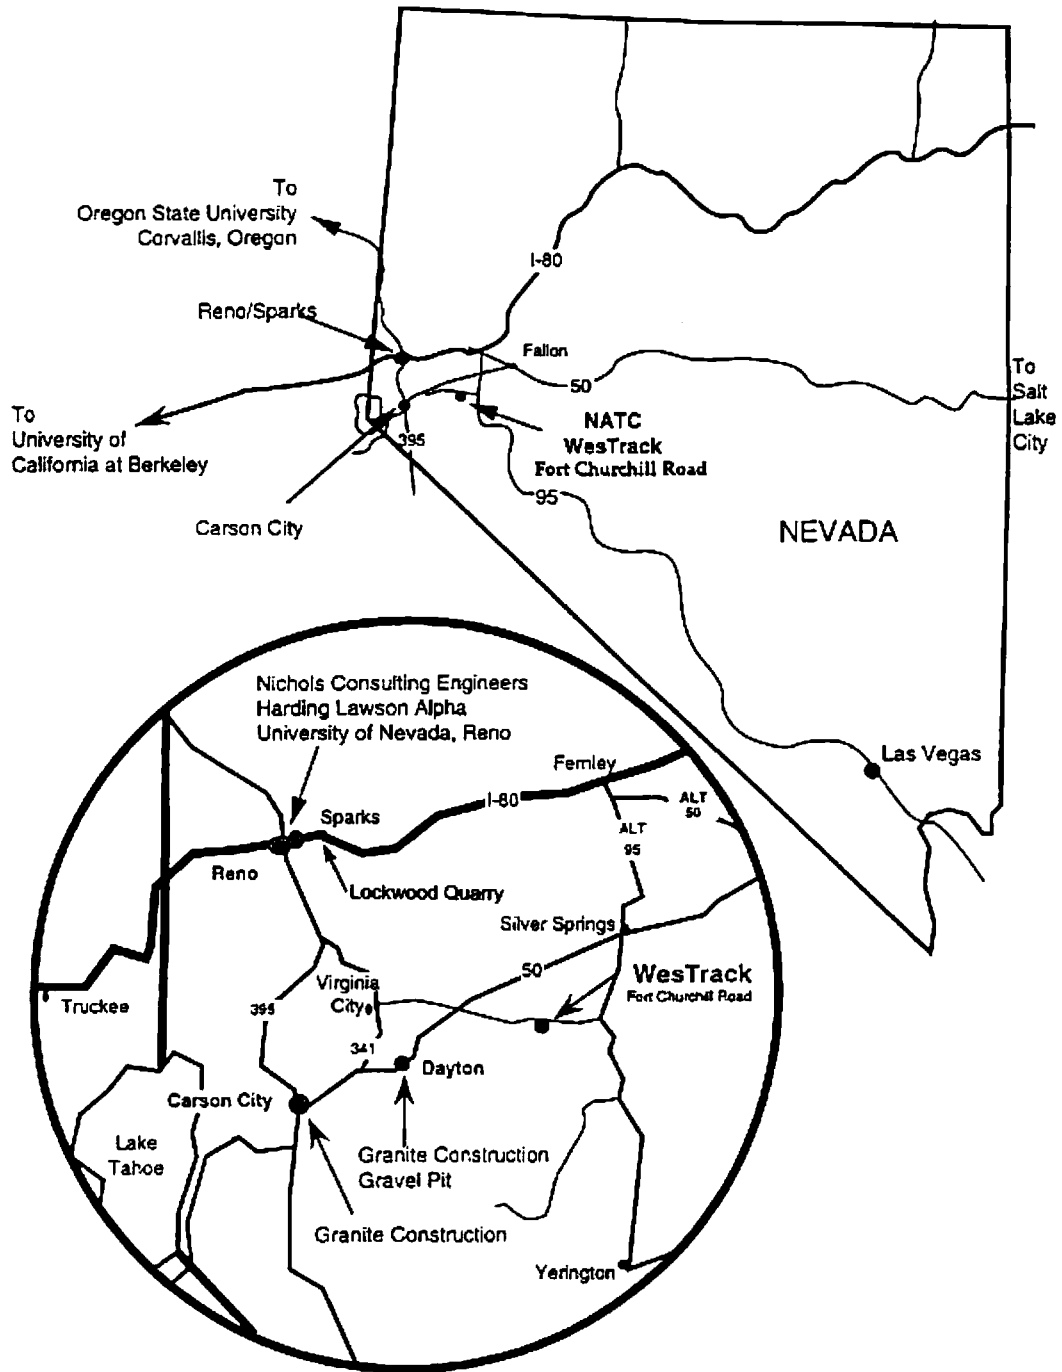 To
Oregon State University
Corvallis, Oregon
I-80
Reno/Sparks
Fallon
50
To
Salt
Lake
City
To
University of
California at Berkeley
395
NATC
WesTrack
Fort Churchill Road
95
Carson City
NEVADA
Las Vegas
Nichols Consulting Engineers
Harding Lawson Alpha
University of Nevada, Reno
Fernley
I-80
ALT
50
Sparks
ALT
95
Reno
Lockwood Quarry
Silver Springs
50
WesTrack
Fort Churchill Road
Truckee
Virginia
City
395
341
Dayton
Carson City
Lake
Tahoe
Granite Construction
Gravel Pit
Granite Construction
Yerington